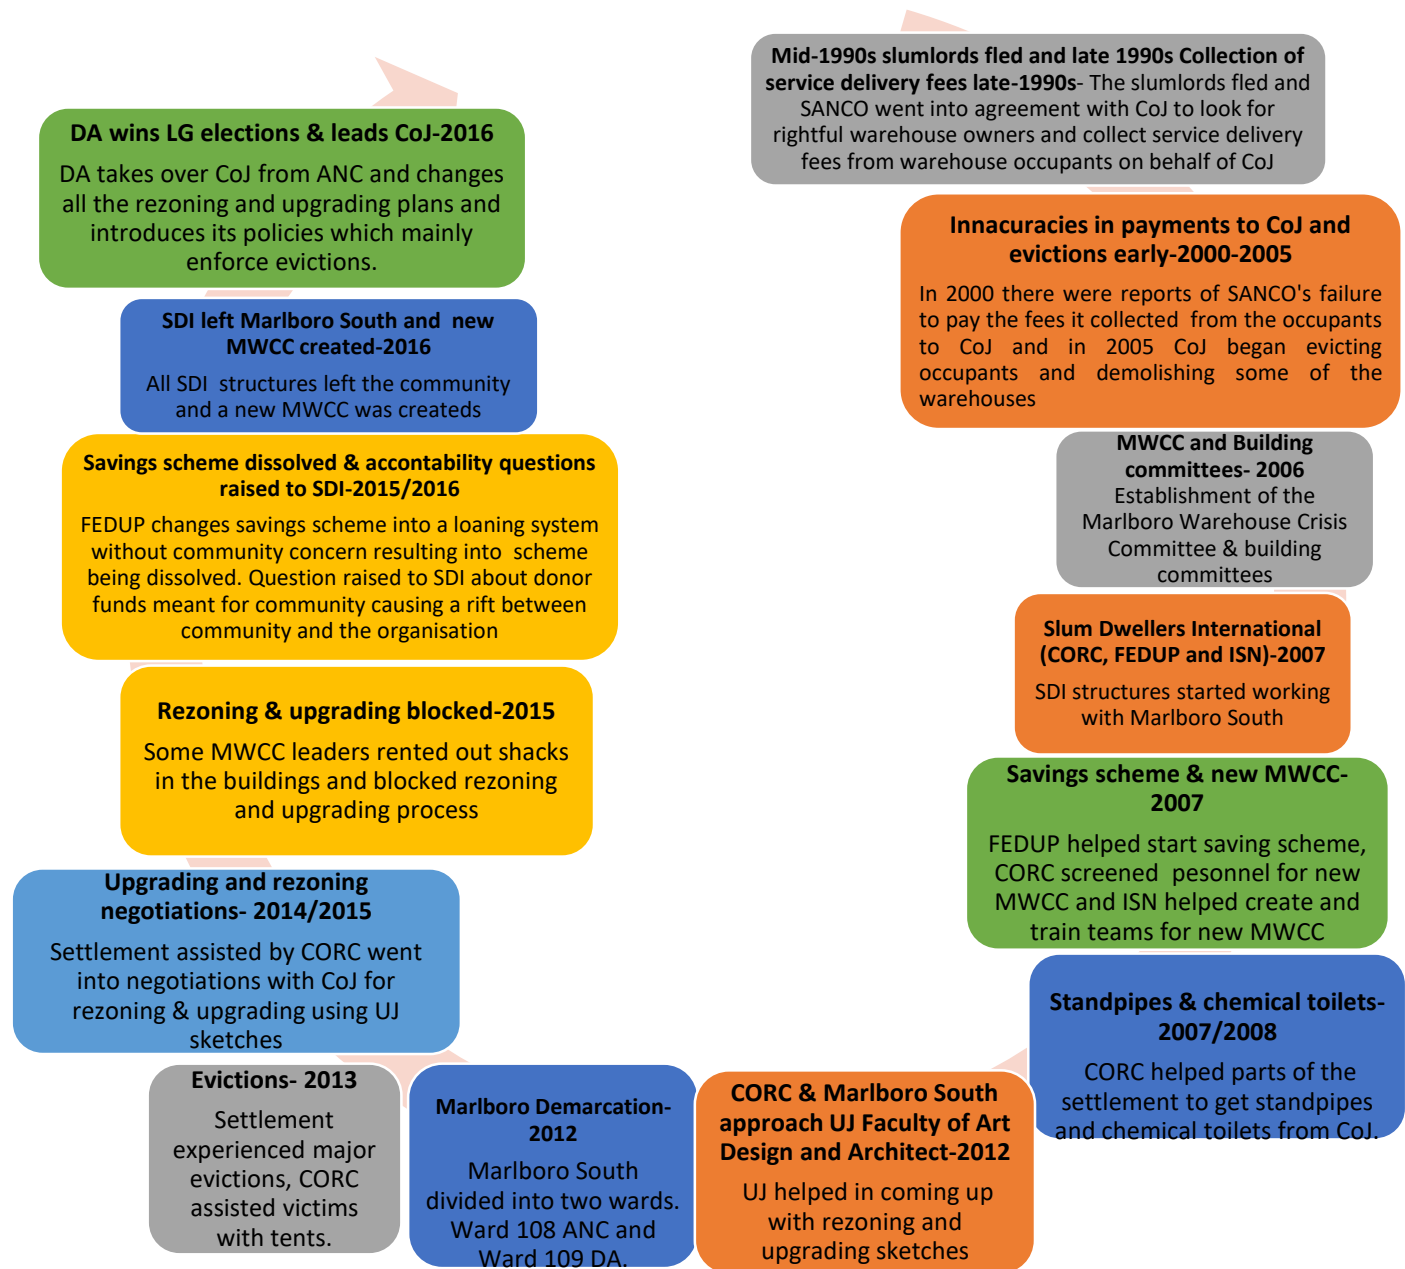 Mid-1990s slumlords fled and late 1990s Collection of
service delivery fees late-1990s- The slumlords fled and
SANCO went into agreement with CoJ to look for
rightful warehouse owners and collect service delivery
fees from warehouse occupants on behalf of CoJ
Innacuracies in payments to CoJ and
evictions early-2000-2005
In 2000 there were reports of SANCO's failure
to pay the fees it collected from the occupants
to CoJ and in 2005 CoJ began evicting
occupants and demolishing some of the
warehouses
MWCC and Building
committees- 2006
Establishment of the
Marlboro Warehouse Crisis
Committee & building
committees
Slum Dwellers International
(CORC, FEDUP and ISN)-2007
SDI structures started working
with Marlboro South
Savings scheme & new MWCC-
2007
FEDUP helped start saving scheme,
CORC screened pesonnel for new
MWCC and ISN helped create and
train teams for new MWCC
Standpipes & chemical toilets-
2007/2008
CORC helped parts of the
settlement to get standpipes
and chemical toilets from CoJ.
CORC & Marlboro South
approach UJ Faculty of Art
Design and Architect-2012
UJ helped in coming up
with rezoning and
upgrading sketches
Marlboro Demarcation-
2012
Marlboro South
divided into two wards.
Ward 108 ANC and
Ward 109 DA.
Evictions- 2013
Settlement
experienced major
evictions, CORC
assisted victims
with tents.
Upgrading and rezoning
negotiations- 2014/2015
Settlement assisted by CORC went
into negotiations with CoJ for
rezoning & upgrading using UJ
sketches
Rezoning & upgrading blocked-2015
Some MWCC leaders rented out shacks
in the buildings and blocked rezoning
and upgrading process
Savings scheme dissolved & accontability questions
raised to SDI-2015/2016
FEDUP changes savings scheme into a loaning system
without community concern resulting into scheme
being dissolved. Question raised to SDI about donor
funds meant for community causing a rift between
community and the organisation
SDI left Marlboro South and new
MWCC created-2016
All SDI structures left the community
and a new MWCC was createds
DA wins LG elections & leads CoJ-2016
DA takes over CoJ from ANC and changes
all the rezoning and upgrading plans and
introduces its policies which mainly
enforce evictions.